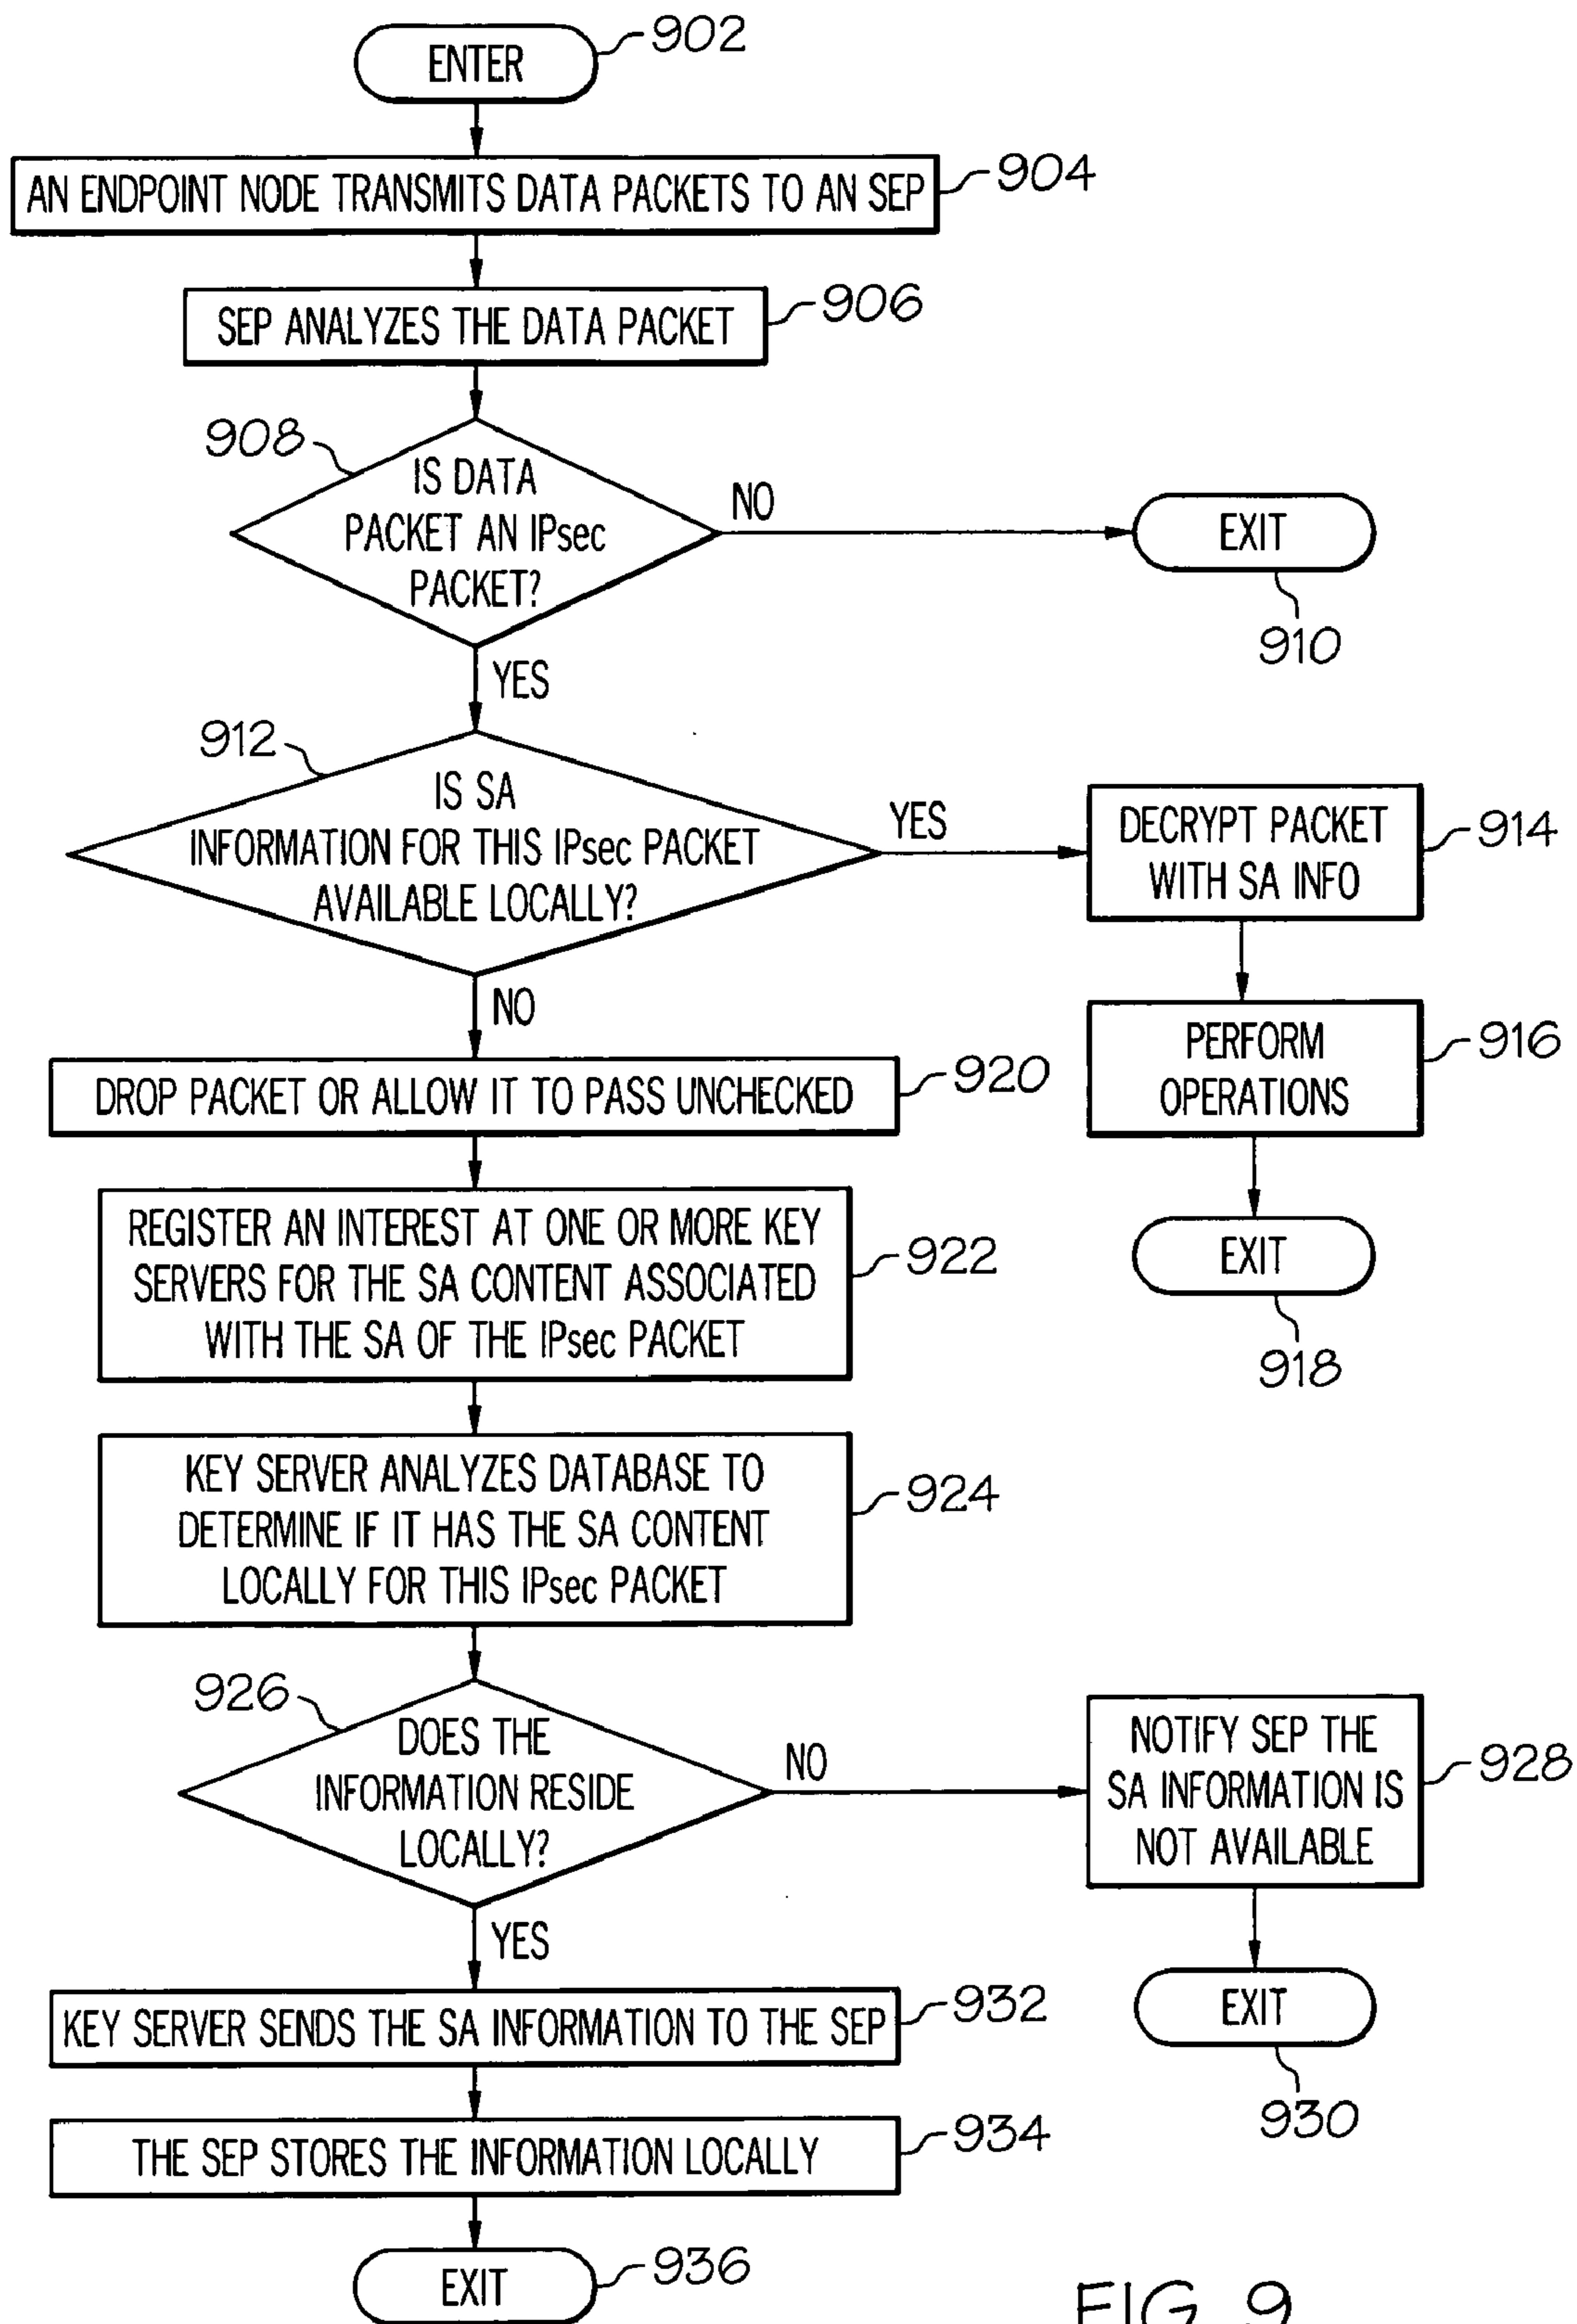 ENTER
902
AN ENDPOINT NODE TRANSMITS DATA PACKETS TO AN SEP
904
SEP ANALYZES THE DATA PACKET
906
908
IS DATA
PACKET AN IPsec
PACKET?
NO
EXIT
910
YES
912
IS SA
INFORMATION FOR THIS IPsec PACKET
AVAILABLE LOCALLY?
YES
DECRYPT PACKET
WITH SA INFO
914
PERFORM
OPERATIONS
916
EXIT
918
NO
DROP PACKET OR ALLOW IT TO PASS UNCHECKED
920
REGISTER AN INTEREST AT ONE OR MORE KEY
SERVERS FOR THE SA CONTENT ASSOCIATED
WITH THE SA OF THE IPsec PACKET
922
KEY SERVER ANALYZES DATABASE TO
DETERMINE IF IT HAS THE SA CONTENT
LOCALLY FOR THIS IPsec PACKET
924
926
DOES THE
INFORMATION RESIDE
LOCALLY?
NO
NOTIFY SEP THE
SA INFORMATION IS
NOT AVAILABLE
928
EXIT
930
YES
KEY SERVER SENDS THE SA INFORMATION TO THE SEP
932
THE SEP STORES THE INFORMATION LOCALLY
934
EXIT
936
FIG. 9